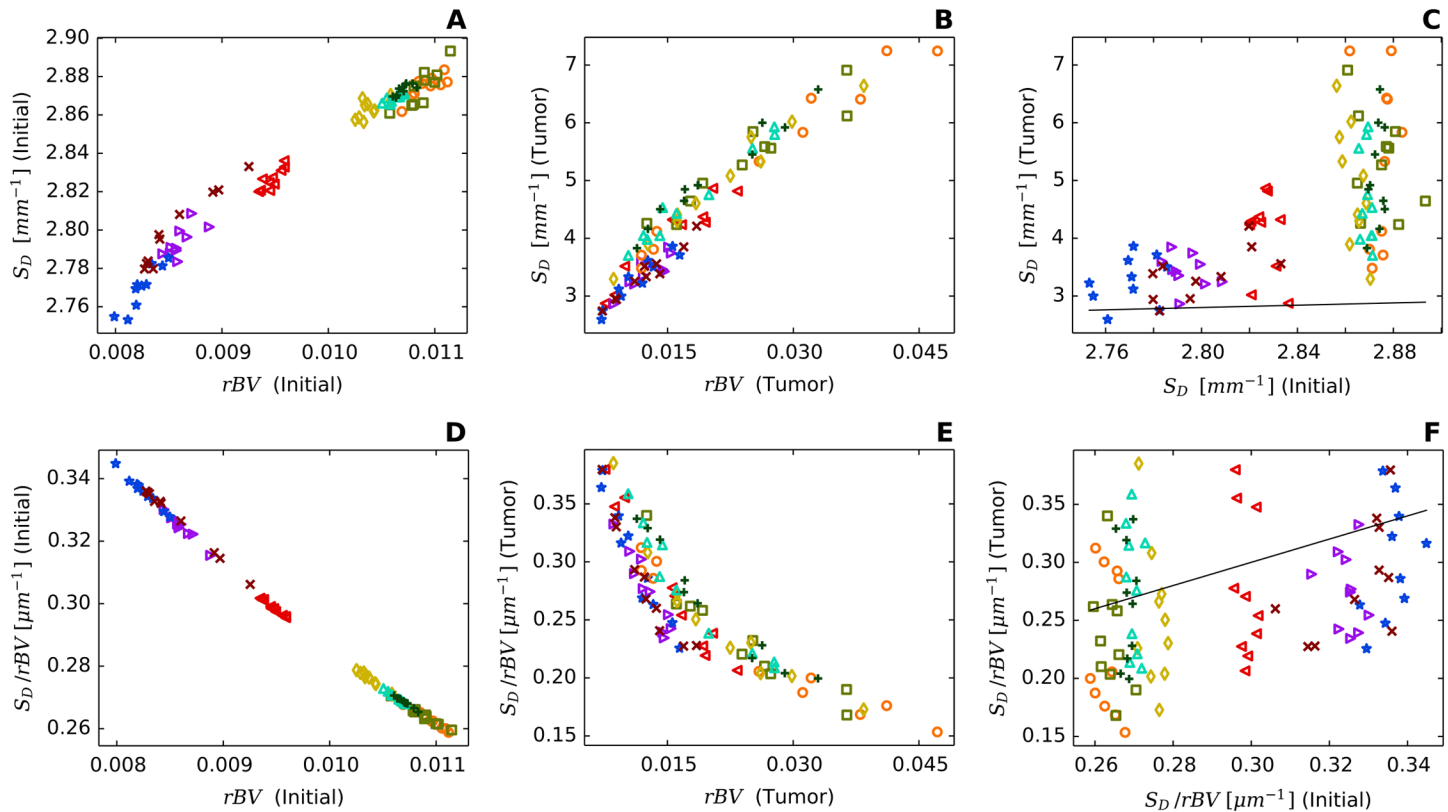 A
2.90
2.88
2.86
2.84
2.82
2.80
2.78
2.76
S_D [mm⁻¹] (Initial)
0.008 0.009 0.010 0.011
rBV (Initial)
B
7
6
5
4
3
S_D [mm⁻¹] (Tumor)
0.015 0.030 0.045
rBV (Tumor)
C
7
6
5
4
3
S_D [mm⁻¹] (Tumor)
2.76 2.80 2.84 2.88
S_D [mm⁻¹] (Initial)
D
0.34
0.32
0.30
0.28
0.26
S_D/rBV [μm⁻¹] (Initial)
0.008 0.009 0.010 0.011
rBV (Initial)
E
0.35
0.30
0.25
0.20
0.15
S_D/rBV [μm⁻¹] (Tumor)
0.015 0.030 0.045
rBV (Tumor)
F
0.35
0.30
0.25
0.20
0.15
S_D/rBV [μm⁻¹] (Tumor)
0.26 0.28 0.30 0.32 0.34
S_D/rBV [μm⁻¹] (Initial)